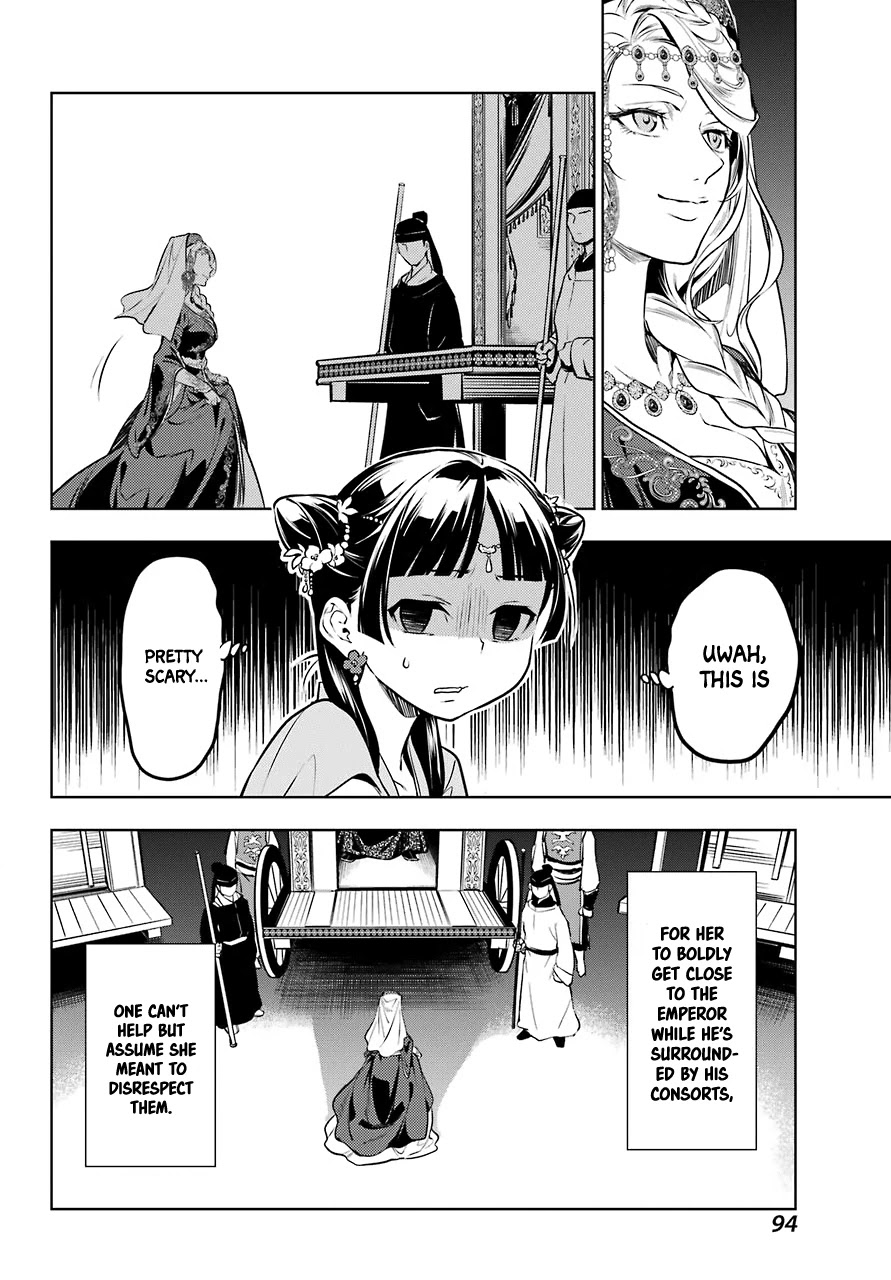 UWAH,
THIS IS
PRETTY
SCARY...
FOR HER
TO BOLDLY
GET CLOSE
TO THE
EMPEROR
WHILE HE'S
SURROUND-
ED BY HIS
CONSORTS,
ONE CAN'T
HELP BUT
ASSUME SHE
MEANT TO
DISRESPECT
THEM.
94